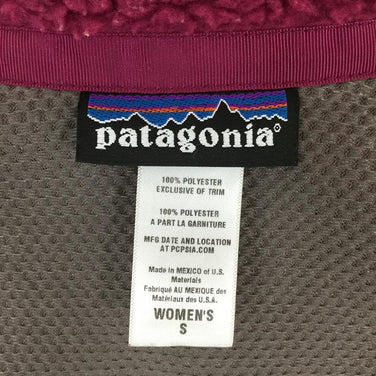 patagonia®
100% POLYESTER
EXCLUSIVE OF TRIM
100% POLYESTER
A PART LA GARNITURE
MFG DATE AND LOCATION
AT PCPSIA.COM
Made in MEXICO of U.S.
Materials
Fabriqué AU MEXIQUE des
Matériaux des U.S.A.
WOMEN'S
S